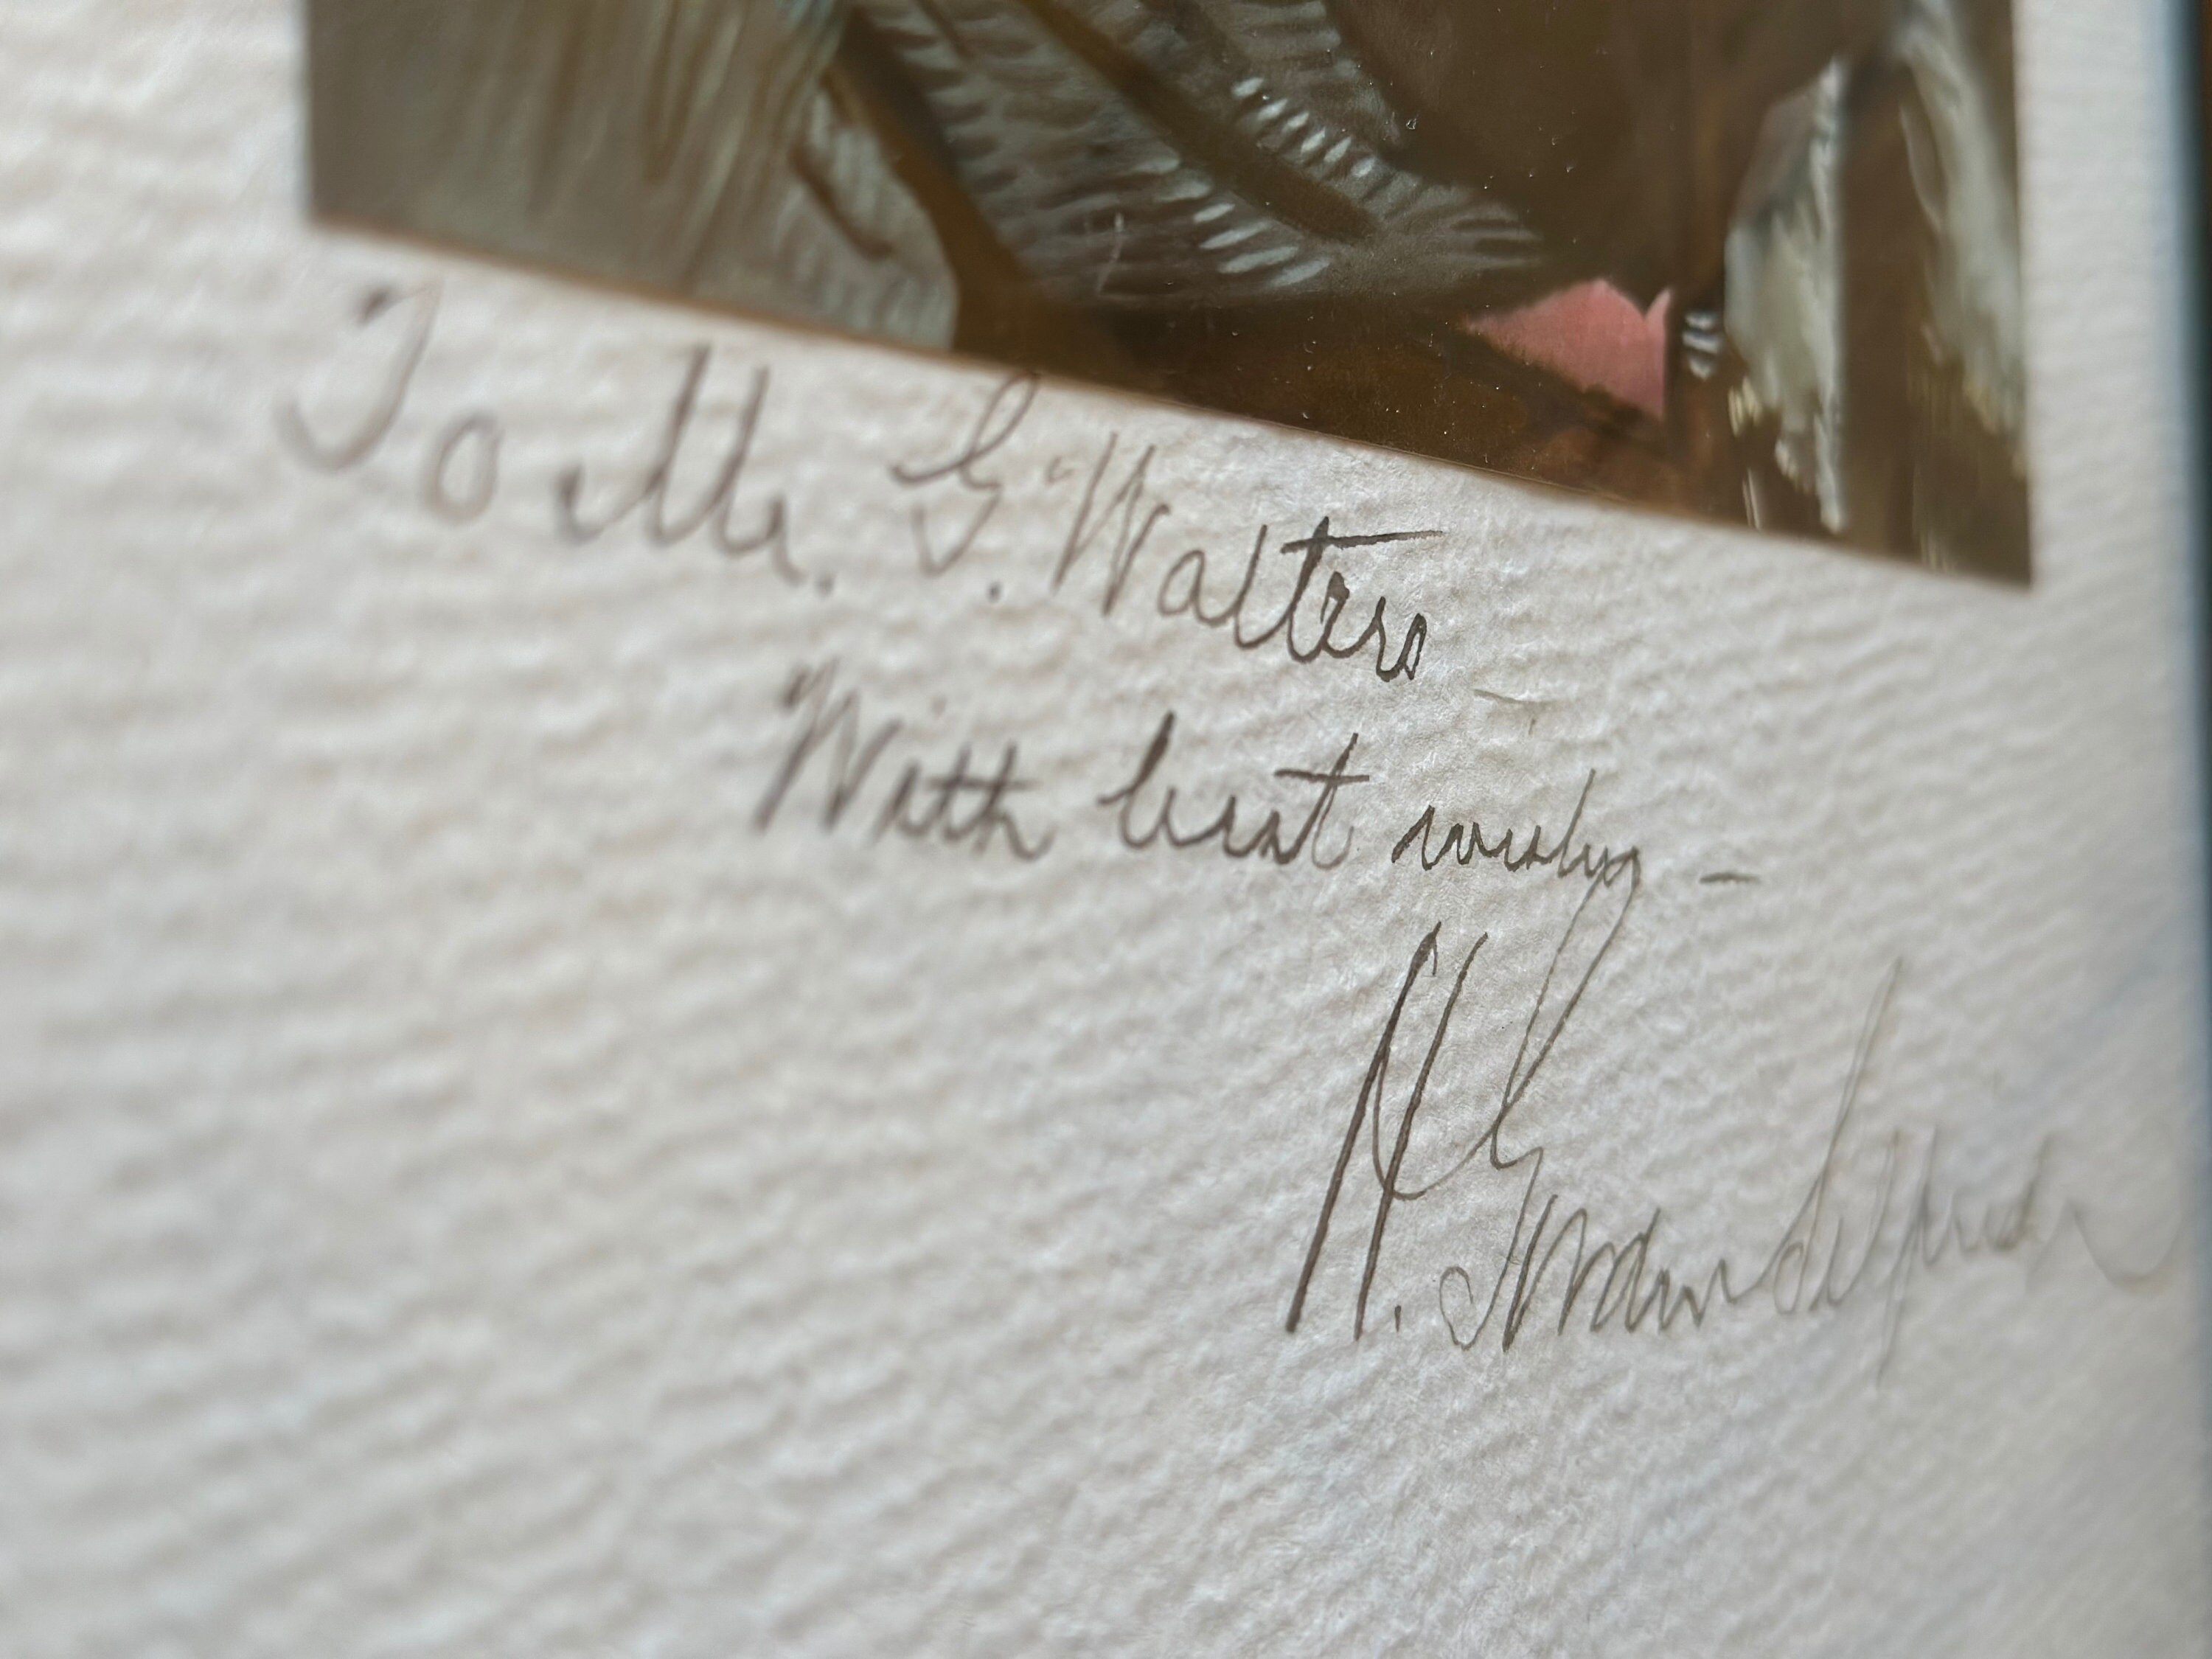 To Mr. G. Walters
With best wishes –
H.